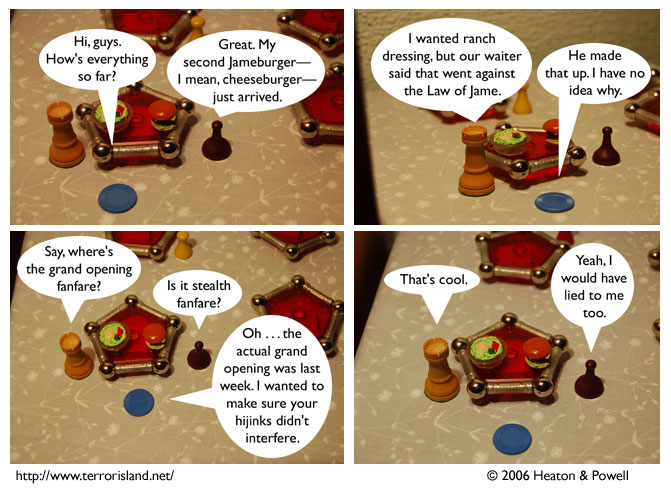 Hi, guys.
How's everything
so far?
Great. My
second Jameburger—
I mean, cheeseburger—
just arrived.
I wanted ranch
dressing, but our waiter
said that went against
the Law of Jame.
He made
that up. I have no
idea why.
Say, where's
the grand opening
fanfare?
Is it stealth
fanfare?
Oh . . . the
actual grand
opening was last
week. I wanted to
make sure your
hijinks didn't
interfere.
That's cool.
Yeah, I
would have
lied to me
too.
http://www.terrorisland.net/
© 2006 Heaton & Powell